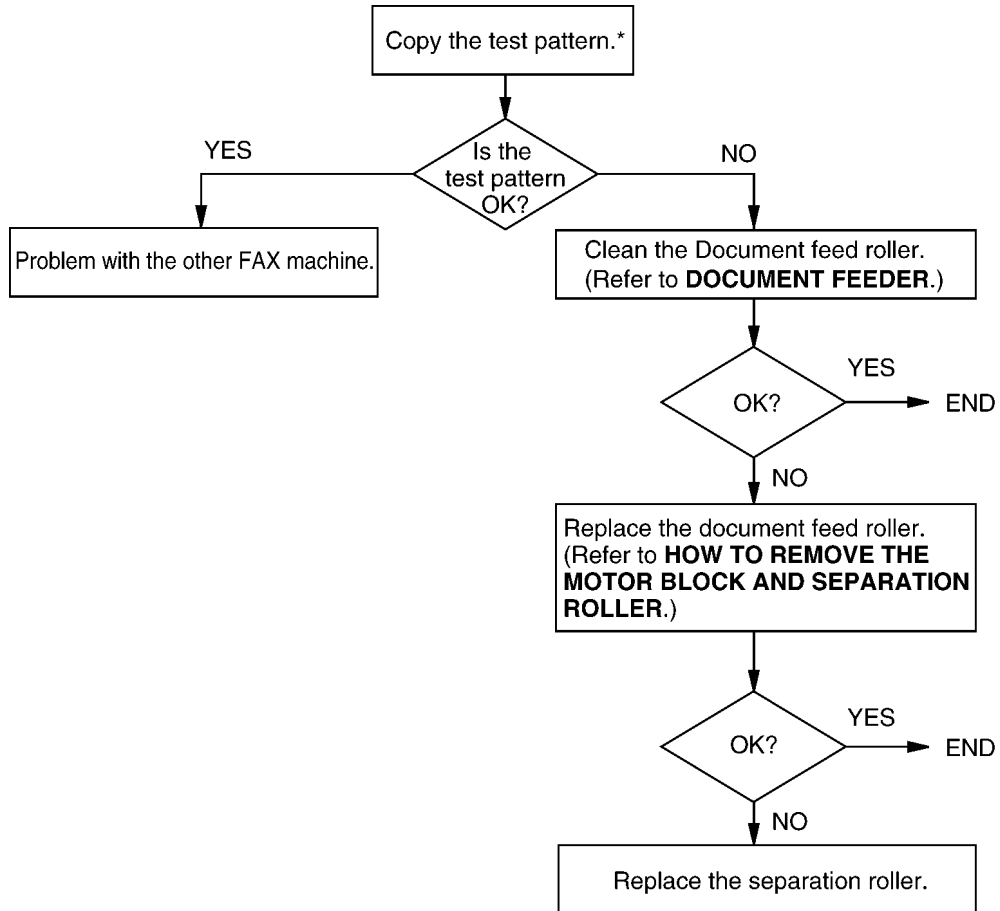 Copy the test pattern.*
Is the
test pattern
OK?
YES
NO
Problem with the other FAX machine.
Clean the Document feed roller.
(Refer to DOCUMENT FEEDER.)
OK?
YES
END
NO
Replace the document feed roller.
(Refer to HOW TO REMOVE THE
MOTOR BLOCK AND SEPARATION
ROLLER.)
OK?
YES
END
NO
Replace the separation roller.